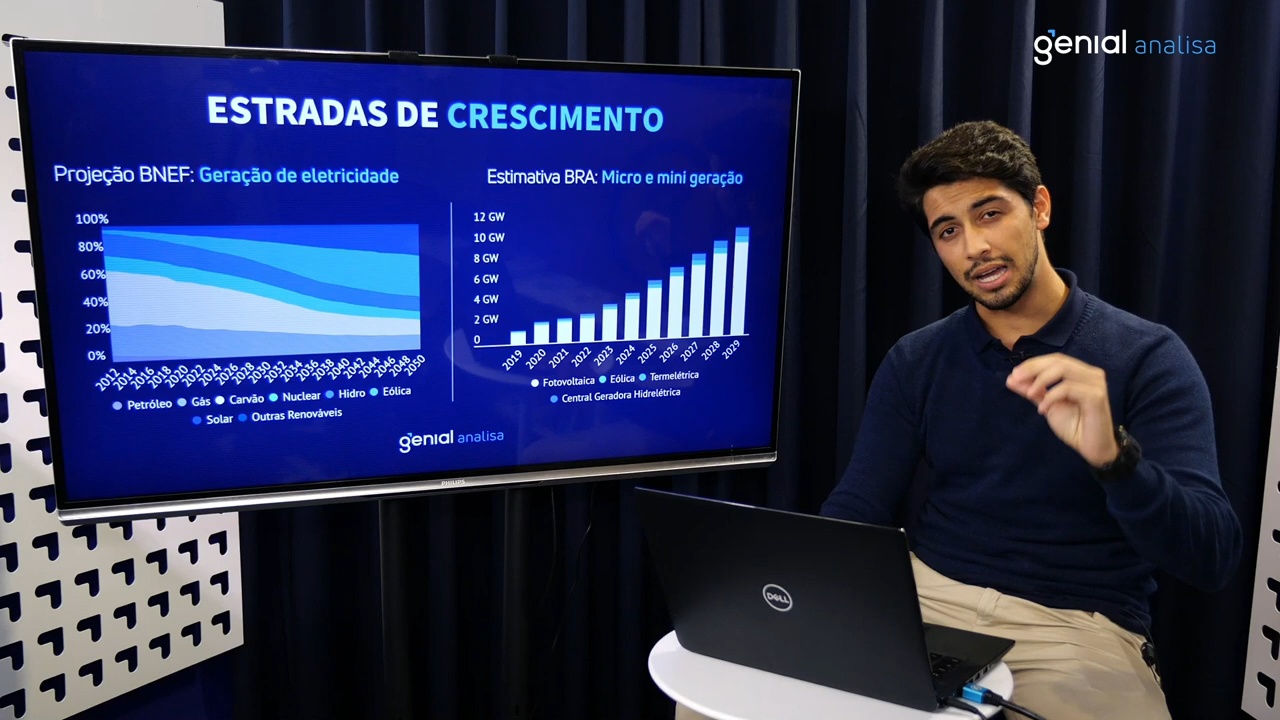 genial analisa
ESTRADAS DE CRESCIMENTO
Projeção BNEF: Geração de eletricidade
100%
80%
60%
40%
20%
0%
2012 2014 2016 2018 2020 2022 2024 2026 2028 2030 2032 2034 2036 2038 2040 2042 2044 2046 2048 2050
Petróleo Gás Carvão Nuclear Hidro Eólica
Solar Outras Renováveis
Estimativa BRA: Micro e mini geração
12 GW
10 GW
8 GW
6 GW
4 GW
2 GW
0
2019 2020 2021 2022 2023 2024 2025 2026 2027 2028 2029
Fotovoltaica Eólica Termelétrica
Central Geradora Hidrelétrica
genial analisa
PHILIPS
DELL